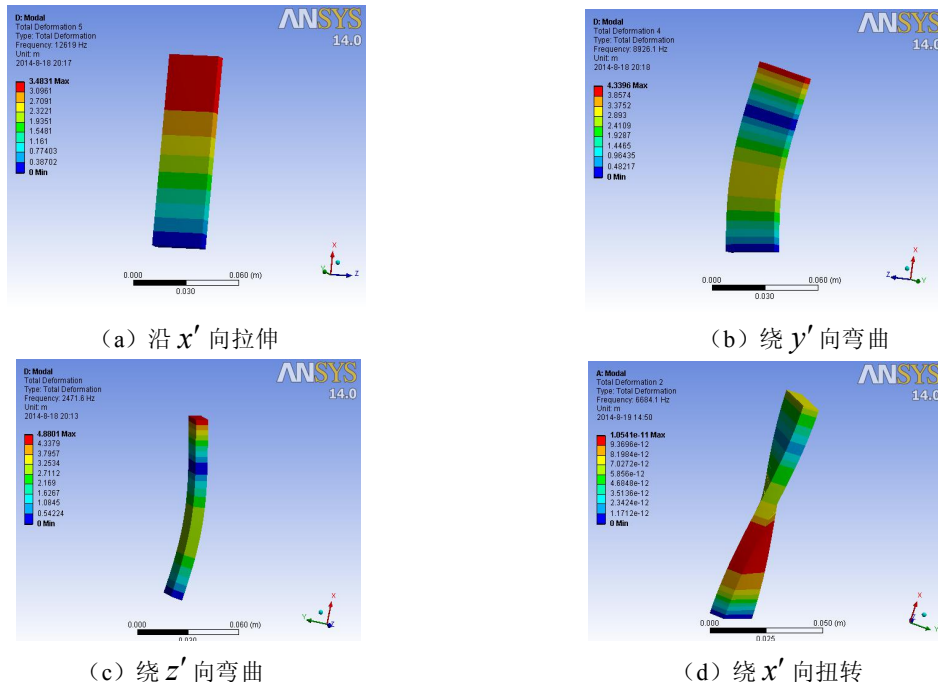 D: Modal
Total Deformation 5
Type: Total Deformation
Frequency: 12619 Hz
Unit: m
2014-8-18 20:17
3.4831 Max
3.0961
2.7091
2.3221
1.9351
1.5481
1.161
0.77403
0.38702
0 Min
ANSYS
14.0
X
Y
Z
0.000
0.060 (m)
0.030
(a) 沿 x′ 向拉伸
D: Modal
Total Deformation 4
Type: Total Deformation
Frequency: 8926.1 Hz
Unit: m
2014-8-18 20:18
4.3396 Max
3.8574
3.3752
2.893
2.4109
1.9287
1.4465
0.96435
0.48217
0 Min
ANSYS
14.0
X
Z
Y
0.000
0.060 (m)
0.030
(b) 绕 y′ 向弯曲
D: Modal
Total Deformation
Type: Total Deformation
Frequency: 2471.6 Hz
Unit: m
2014-8-18 20:13
4.8801 Max
4.3379
3.7957
3.2534
2.7112
2.169
1.6267
1.0845
0.54224
0 Min
ANSYS
14.0
X
Y
Z
0.000
0.060 (m)
0.030
(c) 绕 z′ 向弯曲
A: Modal
Total Deformation 2
Type: Total Deformation
Frequency: 6684.1 Hz
Unit: m
2014-8-19 14:50
1.0541e-11 Max
9.3696e-12
8.1984e-12
7.0272e-12
5.856e-12
4.6848e-12
3.5136e-12
2.3424e-12
1.1712e-12
0 Min
ANSYS
14.0
X
Z
Y
0.000
0.050 (m)
0.025
(d) 绕 x′ 向扭转